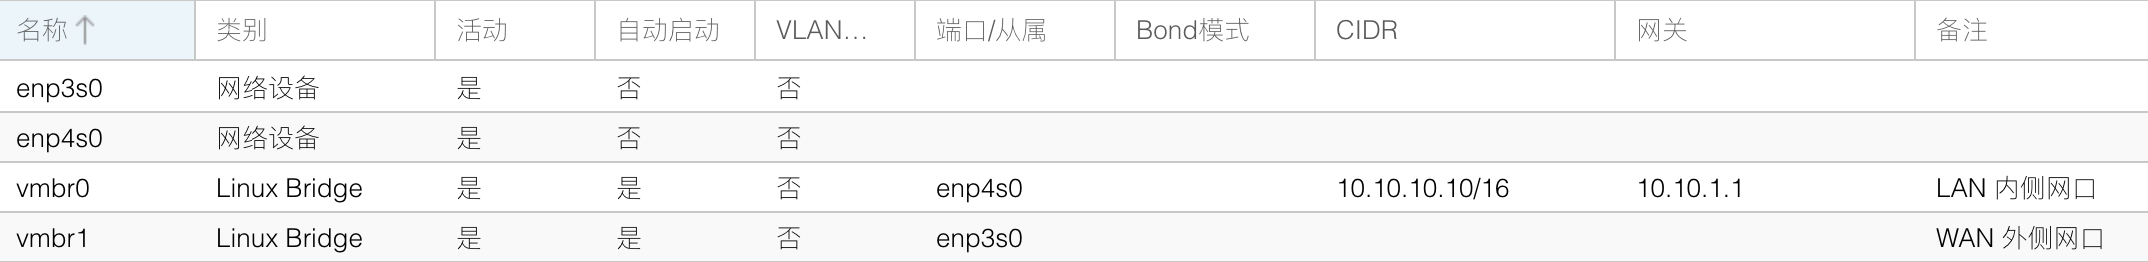 名称 类别 活动 自动启动 VLAN... 端口/从属 Bond模式 CIDR 网关 备注
enp3s0 网络设备 是 否 否
enp4s0 网络设备 是 否 否
vmbr0 Linux Bridge 是 是 否 enp4s0 10.10.10.10/16 10.10.1.1 LAN 内侧网口
vmbr1 Linux Bridge 是 是 否 enp3s0 WAN 外侧网口